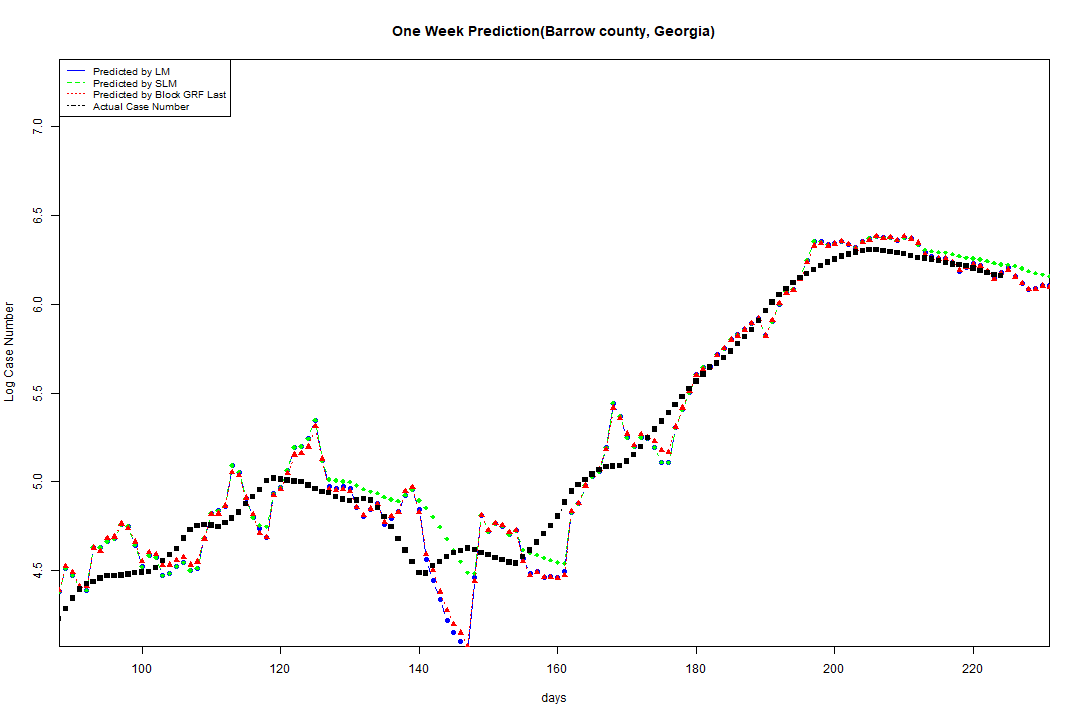 One Week Prediction(Barrow county, Georgia)
Predicted by LM
Predicted by SLM
Predicted by Block GRF Last
Actual Case Number
7.0
6.5
6.0
5.5
5.0
4.5
Log Case Number
100 120 140 160 180 200 220
days